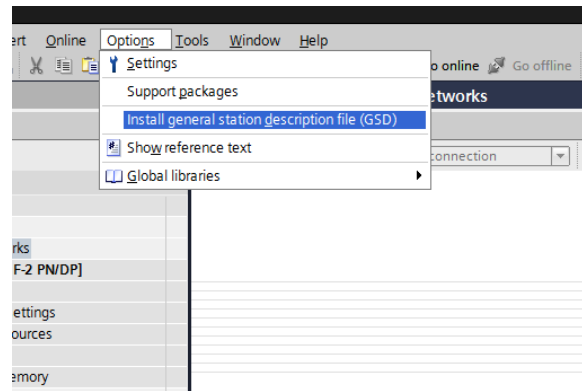 ert Online Options Tools Window Help
Settings
o online Go offline
Support packages
etworks
Install general station description file (GSD)
Show reference text
connection
Global libraries
rks
F-2 PN/DP]
ettings
ources
emory